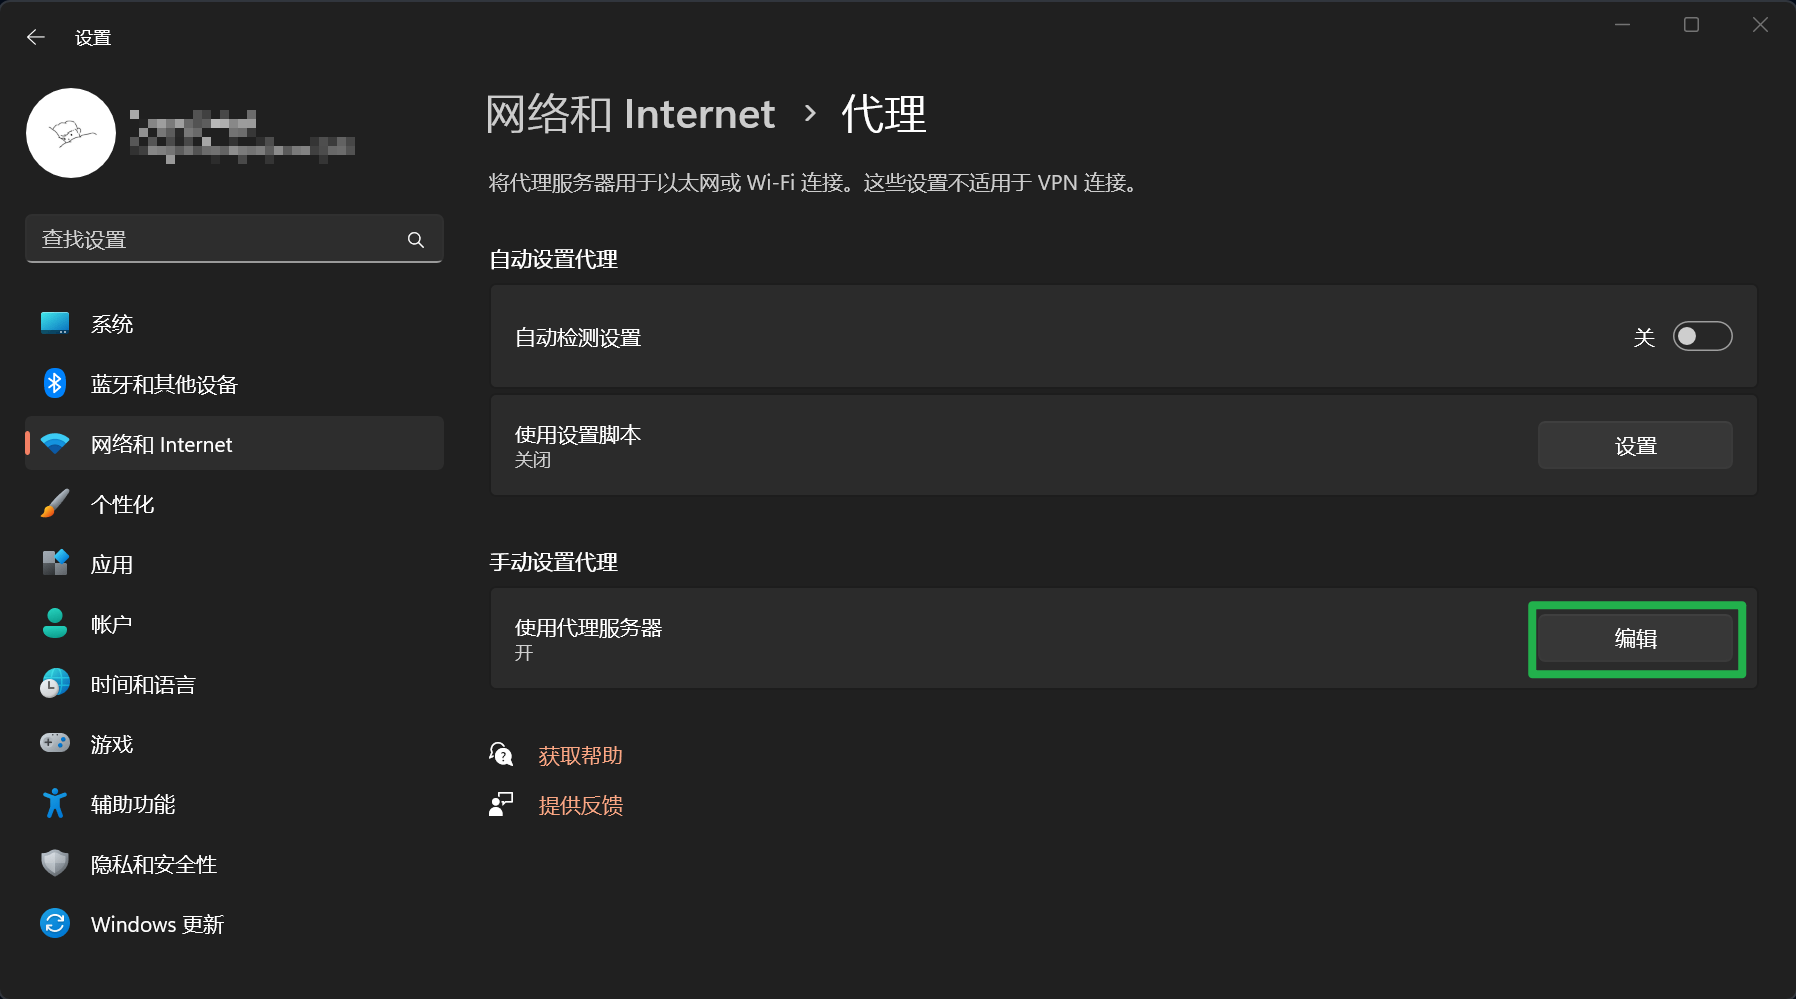 设置
查找设置
系统
蓝牙和其他设备
网络和 Internet
个性化
应用
帐户
时间和语言
游戏
辅助功能
隐私和安全性
Windows 更新
网络和 Internet › 代理
将代理服务器用于以太网或 Wi-Fi 连接。这些设置不适用于 VPN 连接。
自动设置代理
自动检测设置
关
使用设置脚本
关闭
设置
手动设置代理
使用代理服务器
开
编辑
获取帮助
提供反馈